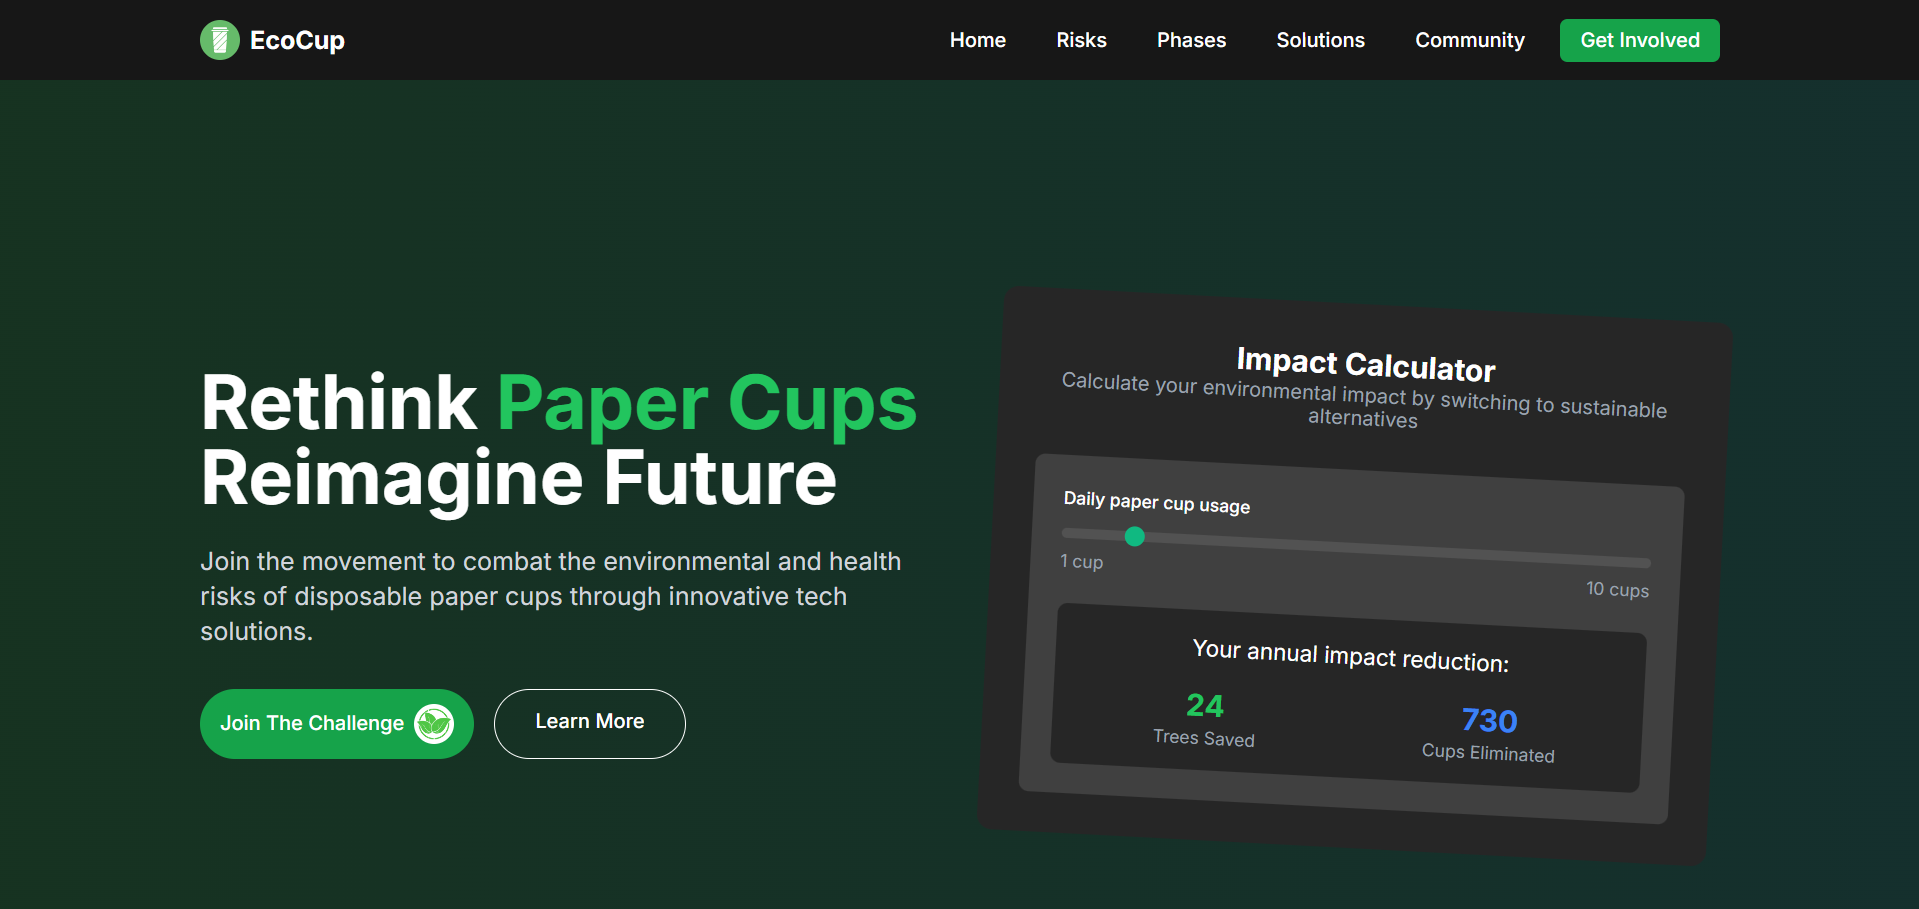 EcoCup
Home
Risks
Phases
Solutions
Community
Get Involved
Rethink Paper Cups
Reimagine Future
Join the movement to combat the environmental and health
risks of disposable paper cups through innovative tech
solutions.
Join The Challenge
Learn More
Impact Calculator
Calculate your environmental impact by switching to sustainable
alternatives
Daily paper cup usage
1 cup
10 cups
Your annual impact reduction:
24
Trees Saved
730
Cups Eliminated